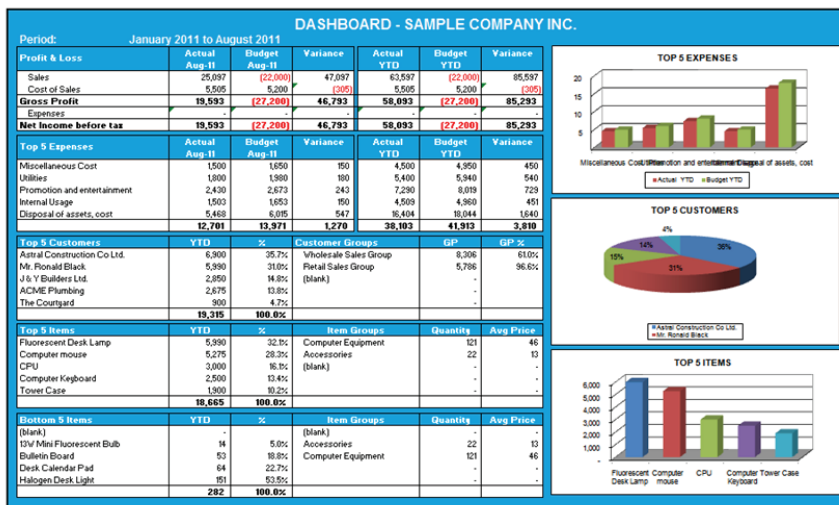 DASHBOARD - SAMPLE COMPANY INC.
Period: January 2011 to August 2011
Profit & Loss Actual Aug-11 Budget Aug-11 Variance Actual YTD Budget YTD Variance
Sales 25,097 (22,000) 47,097 63,597 (22,000) 85,597
Cost of Sales 5,505 5,200 (305) 5,505 5,200 (305)
Gross Profit 19,593 (27,200) 46,793 58,093 (27,200) 85,293
Expenses - - - - - -
Net Income before tax 19,593 (27,200) 46,793 58,093 (27,200) 85,293
Top 5 Expenses Actual Aug-11 Budget Aug-11 Variance Actual YTD Budget YTD Variance
Miscellaneous Cost 1,500 1,650 150 4,500 4,950 450
Utilities 1,800 1,980 180 5,400 5,940 540
Promotion and entertainment 2,430 2,673 243 7,290 8,019 729
Internal Usage 1,503 1,653 150 4,509 4,960 451
Disposal of assets, cost 5,468 6,015 547 16,404 18,044 1,640
12,701 13,971 1,270 38,103 41,913 3,810
Top 5 Customers YTD % Customer Groups GP GP %
Astral Construction Co Ltd. 6,900 35.7% Wholesale Sales Group 8,306 61.0%
Mr. Ronald Black 5,990 31.0% Retail Sales Group 5,786 96.6%
J & Y Builders Ltd. 2,850 14.8% (blank) -
ACME Plumbing 2,675 13.8% -
The Courtyard 900 4.7% -
19,315 100.0%
Top 5 Items YTD % Item Groups Quantity Avg Price
Fluorescent Desk Lamp 5,990 32.1% Computer Equipment 121 46
Computer mouse 5,275 28.3% Accessories 22 13
CPU 3,000 16.1% (blank) - -
Computer Keyboard 2,500 13.4% - -
Tower Case 1,900 10.2% - -
18,665 100.0%
Bottom 5 Items YTD % Item Groups Quantity Avg Price
(blank) - - (blank) - -
13W Mini Fluorescent Bulb 14 5.0% Accessories 22 13
Bulletin Board 53 18.8% Computer Equipment 121 46
Desk Calendar Pad 64 22.7% - -
Halogen Desk Light 151 53.5% - -
282 100.0%
TOP 5 EXPENSES
20
15
10
5
-
Miscellaneous Cost Promotion and entertainment Disposal of assets, cost
Actual YTD Budget YTD
TOP 5 CUSTOMERS
4%
14% 36%
15%
31%
Astral Construction Co Ltd.
Mr. Ronald Black
TOP 5 ITEMS
6,000
5,000
4,000
3,000
2,000
1,000
-
Fluorescent Desk Lamp Computer mouse CPU Computer Keyboard Tower Case